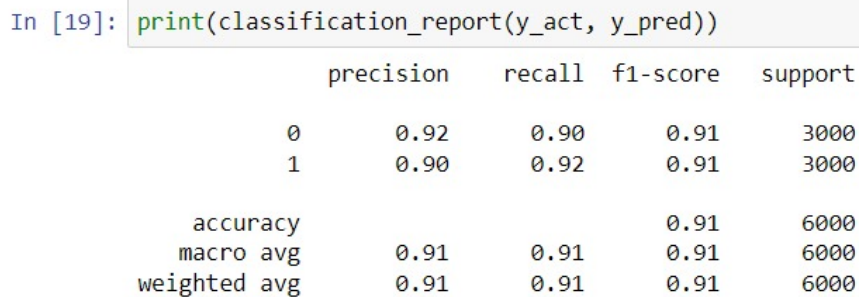 In [19]: print(classification_report(y_act, y_pred))
precision recall f1-score support
0 0.92 0.90 0.91 3000
1 0.90 0.92 0.91 3000
accuracy 0.91 6000
macro avg 0.91 0.91 0.91 6000
weighted avg 0.91 0.91 0.91 6000